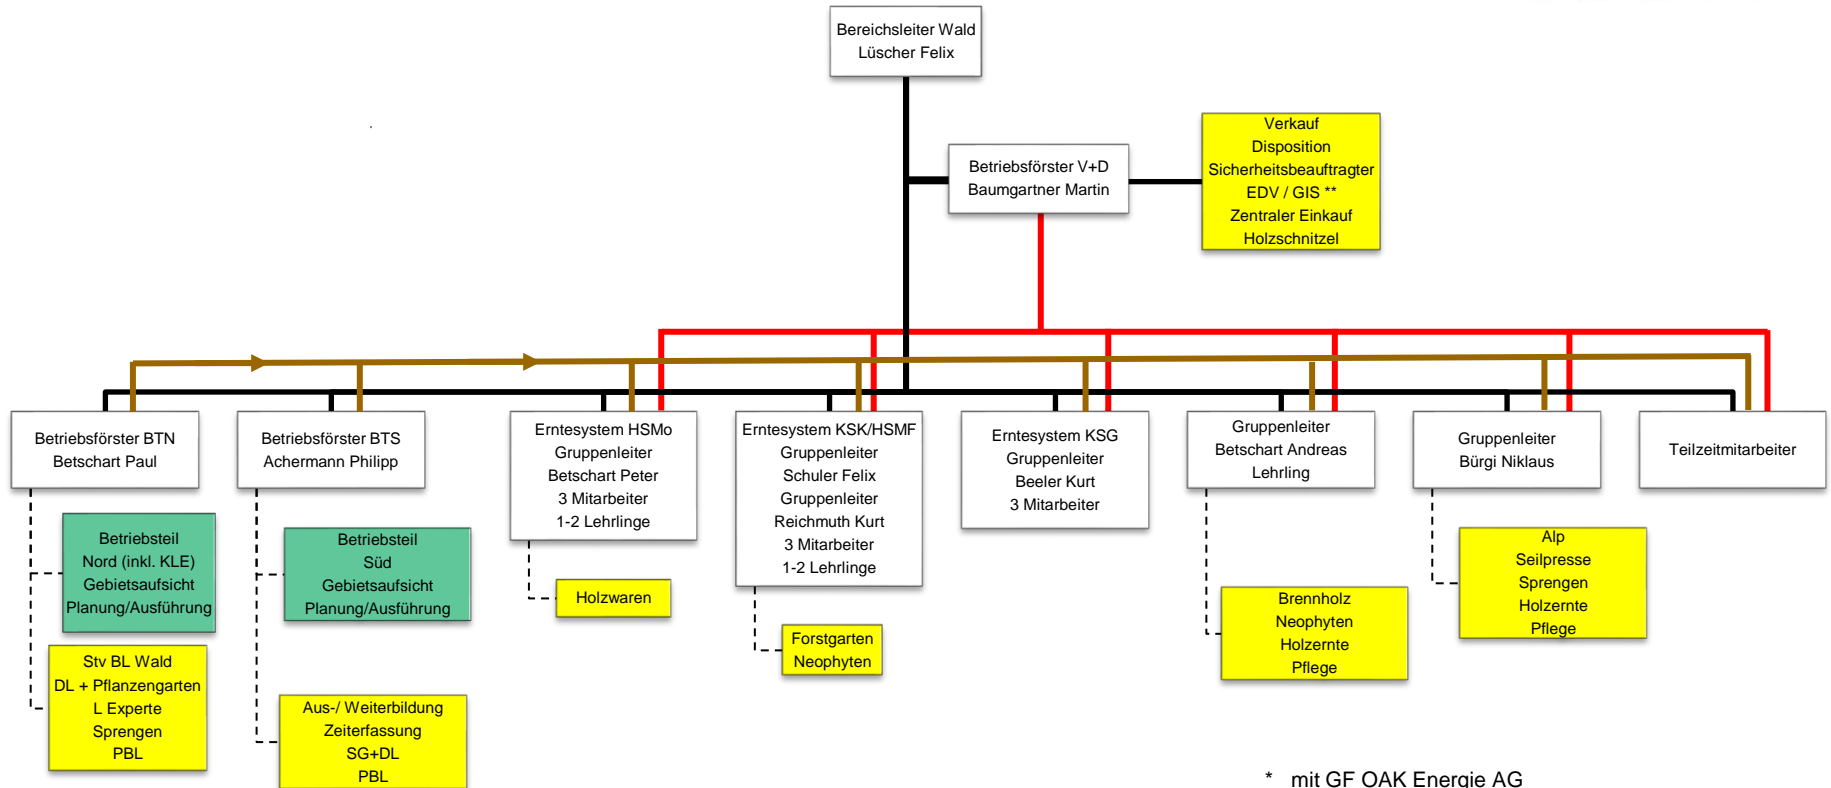 Bereichsleiter Wald
Lüscher Felix
Betriebsförster V+D
Baumgartner Martin
Verkauf
Disposition
Sicherheitsbeauftragter
EDV / GIS **
Zentraler Einkauf
Holzschnitzel
Betriebsförster BTN
Betschart Paul
Betriebsförster BTS
Achermann Philipp
Erntesystem HSMo
Gruppenleiter
Betschart Peter
3 Mitarbeiter
1-2 Lehrlinge
Erntesystem KSK/HSMF
Gruppenleiter
Schuler Felix
Gruppenleiter
Reichmuth Kurt
3 Mitarbeiter
1-2 Lehrlinge
Erntesystem KSG
Gruppenleiter
Beeler Kurt
3 Mitarbeiter
Gruppenleiter
Betschart Andreas
Lehrling
Gruppenleiter
Bürgi Niklaus
Teilzeitmitarbeiter
Betriebsteil
Nord (inkl. KLE)
Gebietsaufsicht
Planung/Ausführung
Betriebsteil
Süd
Gebietsaufsicht
Planung/Ausführung
Holzwaren
Forstgarten
Neophyten
Brennholz
Neophyten
Holzernte
Pflege
Alp
Seilpresse
Sprengen
Holzernte
Pflege
Stv BL Wald
DL + Pflanzengarten
L Experte
Sprengen
PBL
Aus-/ Weiterbildung
Zeiterfassung
SG+DL
PBL
* mit GF OAK Energie AG